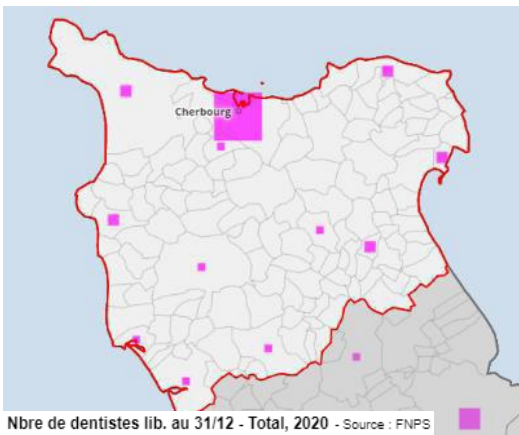 Cherbourg
Nbre de dentistes lib. au 31/12 - Total, 2020 - Source : FNPS